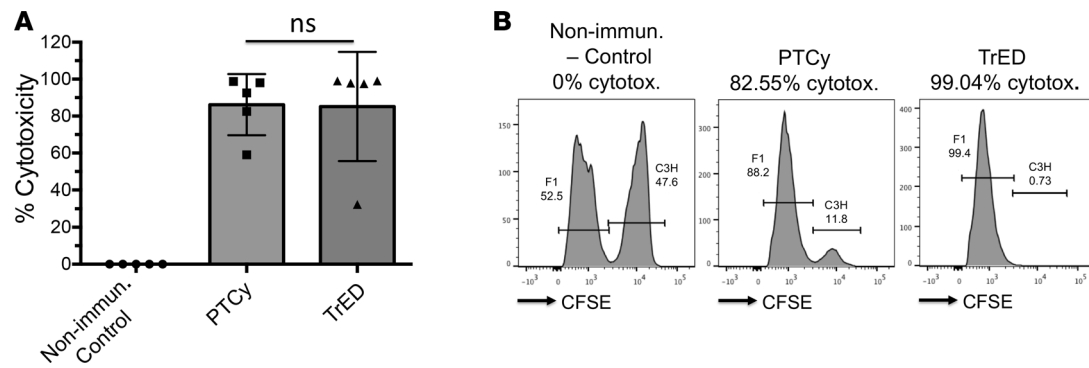 A
ns
% Cytotoxicity
120
100
80
60
40
20
0
Non-immun.
Control
PTCy
TrED
B
Non-immun.
– Control
0% cytotox.
150
100
50
0
F1
52.5
C3H
47.6
-10³ 0 10³ 10⁴ 10⁵
CFSE
PTCy
82.55% cytotox.
300
200
100
0
F1
88.2
C3H
11.8
-10³ 0 10³ 10⁴ 10⁵
CFSE
TrED
99.04% cytotox.
400
300
200
100
0
F1
99.4
C3H
0.73
-10³ 0 10³ 10⁴ 10⁵
CFSE